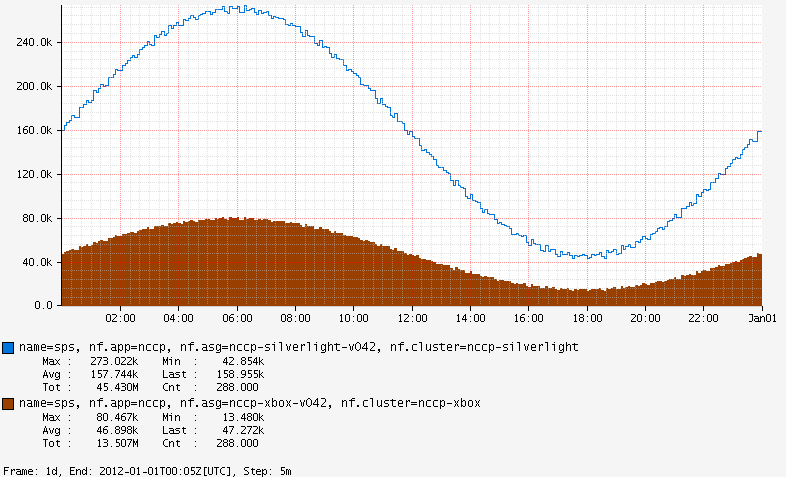 240.0k
200.0k
160.0k
120.0k
80.0k
40.0k
0.0
02:00 04:00 06:00 08:00 10:00 12:00 14:00 16:00 18:00 20:00 22:00 Jan01
name=sps, nf.app=nccp, nf.asg=nccp-silverlight-v042, nf.cluster=nccp-silverlight
Max : 273.022k Min : 42.854k
Avg : 157.744k Last : 158.955k
Tot : 45.430M Cnt : 288.000
name=sps, nf.app=nccp, nf.asg=nccp-xbox-v042, nf.cluster=nccp-xbox
Max : 80.467k Min : 13.480k
Avg : 46.898k Last : 47.272k
Tot : 13.507M Cnt : 288.000
Frame: 1d, End: 2012-01-01T00:05Z[UTC], Step: 5m